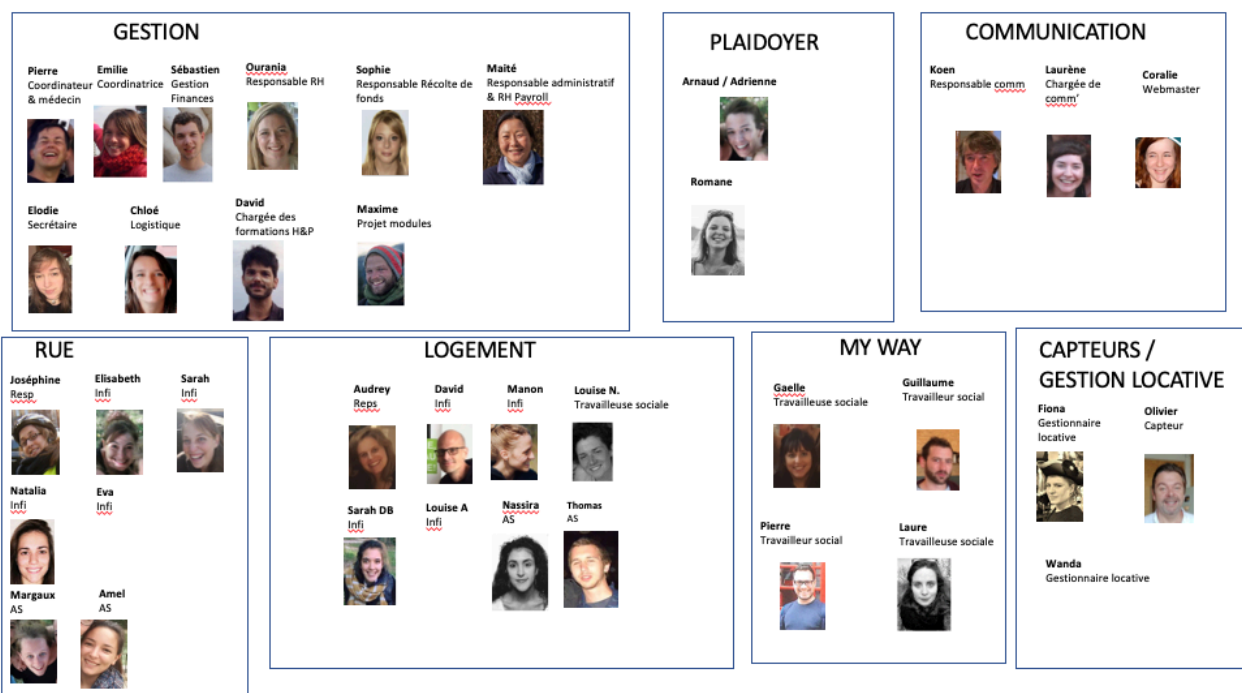 GESTION
Pierre
Coordinateur
& médecin
Emilie
Coordinatrice
Sébastien
Gestion
Finances
Ourania
Responsable RH
Sophie
Responsable Récolte de
fonds
Maïté
Responsable administratif
& RH Payroll
Elodie
Secrétaire
Chloé
Logistique
David
Chargée des
formations H&P
Maxime
Projet modules
PLAIDOYER
Arnaud / Adrienne
Romane
COMMUNICATION
Koen
Responsable comm
Laurène
Chargée de
comm'
Coralie
Webmaster
RUE
Joséphine
Resp
Elisabeth
Infi
Sarah
Infi
Natalia
Infi
Eva
Infi
Margaux
AS
Amel
AS
LOGEMENT
Audrey
Reps
David
Infi
Manon
Infi
Louise N.
Travailleuse sociale
Sarah DB
Infi
Louise A
Infi
Nassira
AS
Thomas
AS
MY WAY
Gaelle
Travailleuse sociale
Guillaume
Travailleur social
Pierre
Travailleur social
Laure
Travailleuse sociale
CAPTEURS /
GESTION LOCATIVE
Fiona
Gestionnaire
locative
Olivier
Capteur
Wanda
Gestionnaire locative